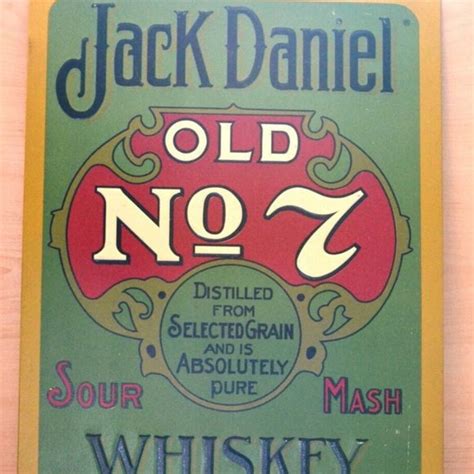 Jack Daniel
OLD
No 7
DISTILLED
FROM
SELECTED GRAIN
AND IS
ABSOLUTELY
PURE
SOUR MASH
WHISKEY